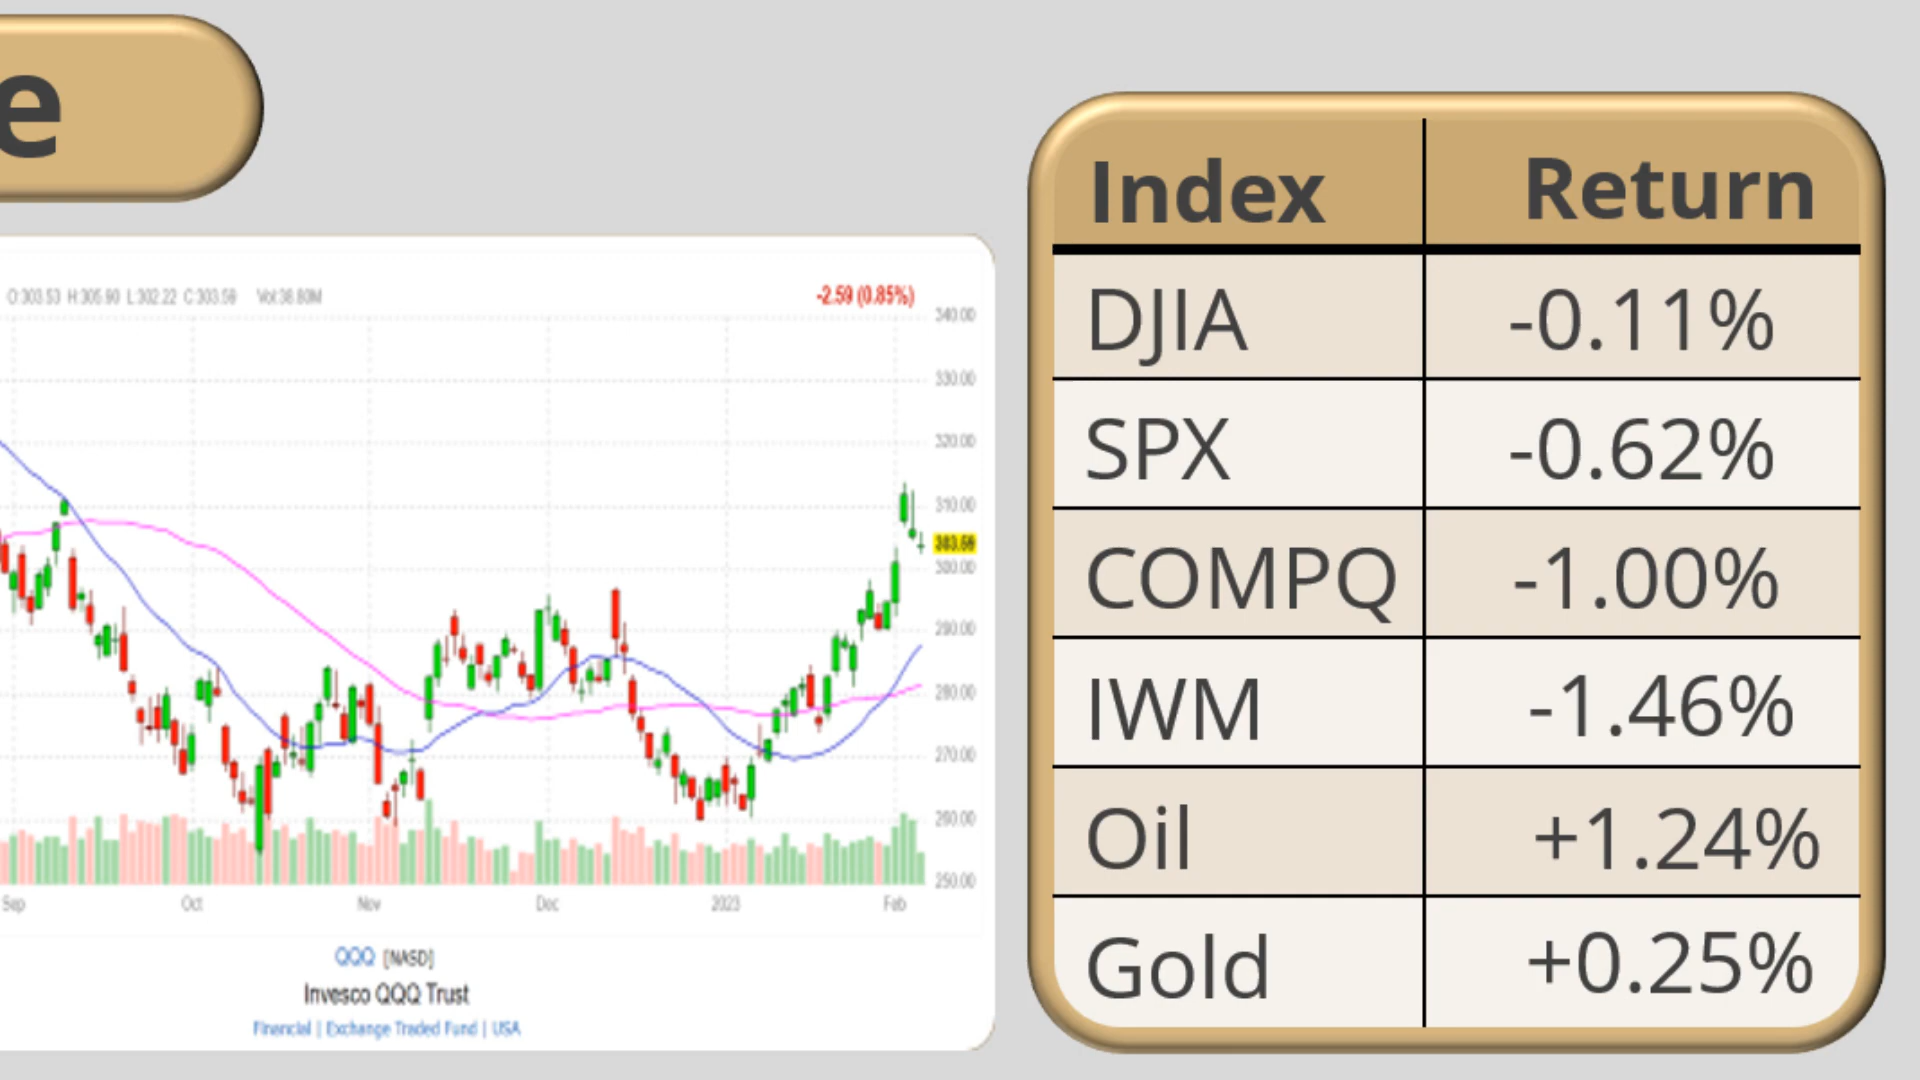 e
O:303.53 H:305.90 L:302.22 C:303.59 Vol:38.80M
-2.59 (0.85%)
340.00
330.00
320.00
310.00
303.59
300.00
290.00
280.00
270.00
260.00
250.00
Sep Oct Nov Dec 2023 Feb
QQQ [NASD]
Invesco QQQ Trust
Financial | Exchange Traded Fund | USA
Index Return
DJIA -0.11%
SPX -0.62%
COMPQ -1.00%
IWM -1.46%
Oil +1.24%
Gold +0.25%